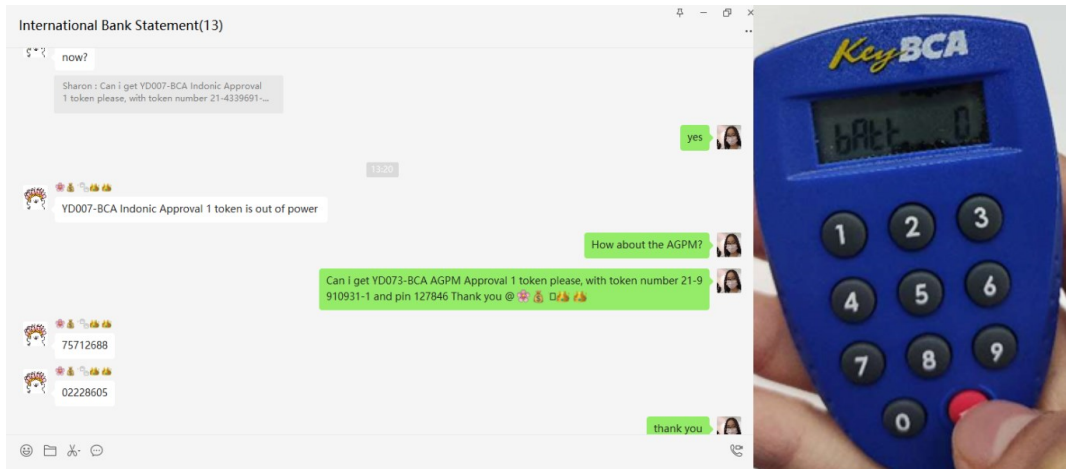 International Bank Statement(13)
now?
Sharon : Can i get YD007-BCA Indonic Approval
1 token please, with token number 21-4339691-...
yes
13:20
YD007-BCA Indonic Approval 1 token is out of power
How about the AGPM?
Can i get YD073-BCA AGPM Approval 1 token please, with token number 21-9
910931-1 and pin 127846 Thank you @
75712688
02228605
thank you
KeyBCA
bAtt 0
1
2
3
4
5
6
7
8
9
0